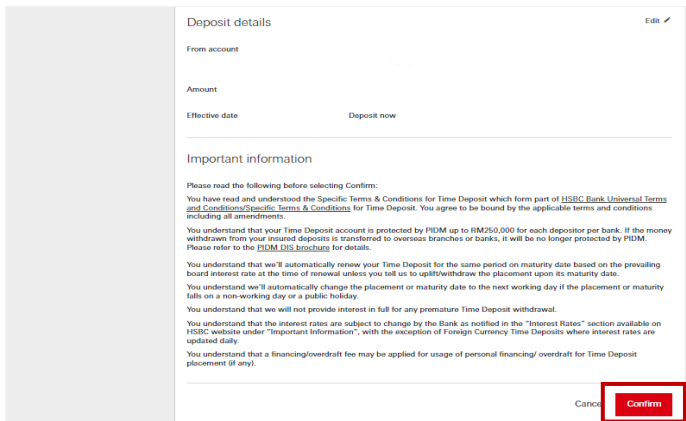 Deposit details
Edit
From account
Amount
Effective date Deposit now
Important information
Please read the following before selecting Confirm:
You have read and understood the Specific Terms & Conditions for Time Deposit which form part of HSBC Bank Universal Terms
and Conditions/Specific Terms & Conditions for Time Deposit. You agree to be bound by the applicable terms and conditions
including all amendments.
You understand that your Time Deposit account is protected by PIDM up to RM250,000 for each depositor per bank. If the money
withdrawn from your insured deposits is transferred to overseas branches or banks, it will be no longer protected by PIDM.
Please refer to the PIDM DIS brochure for details.
You understand that we'll automatically renew your Time Deposit for the same period on maturity date based on the prevailing
board interest rate at the time of renewal unless you tell us to uplift/withdraw the placement upon its maturity date.
You understand we'll automatically change the placement or maturity date to the next working day if the placement or maturity
falls on a non-working day or a public holiday.
You understand that we will not provide interest in full for any premature Time Deposit withdrawal.
You understand that the interest rates are subject to change by the Bank as notified in the "Interest Rates" section available on
HSBC website under "Important Information", with the exception of Foreign Currency Time Deposits where interest rates are
updated daily.
You understand that a financing/overdraft fee may be applied for usage of personal financing/ overdraft for Time Deposit
placement (if any).
Cance Confirm